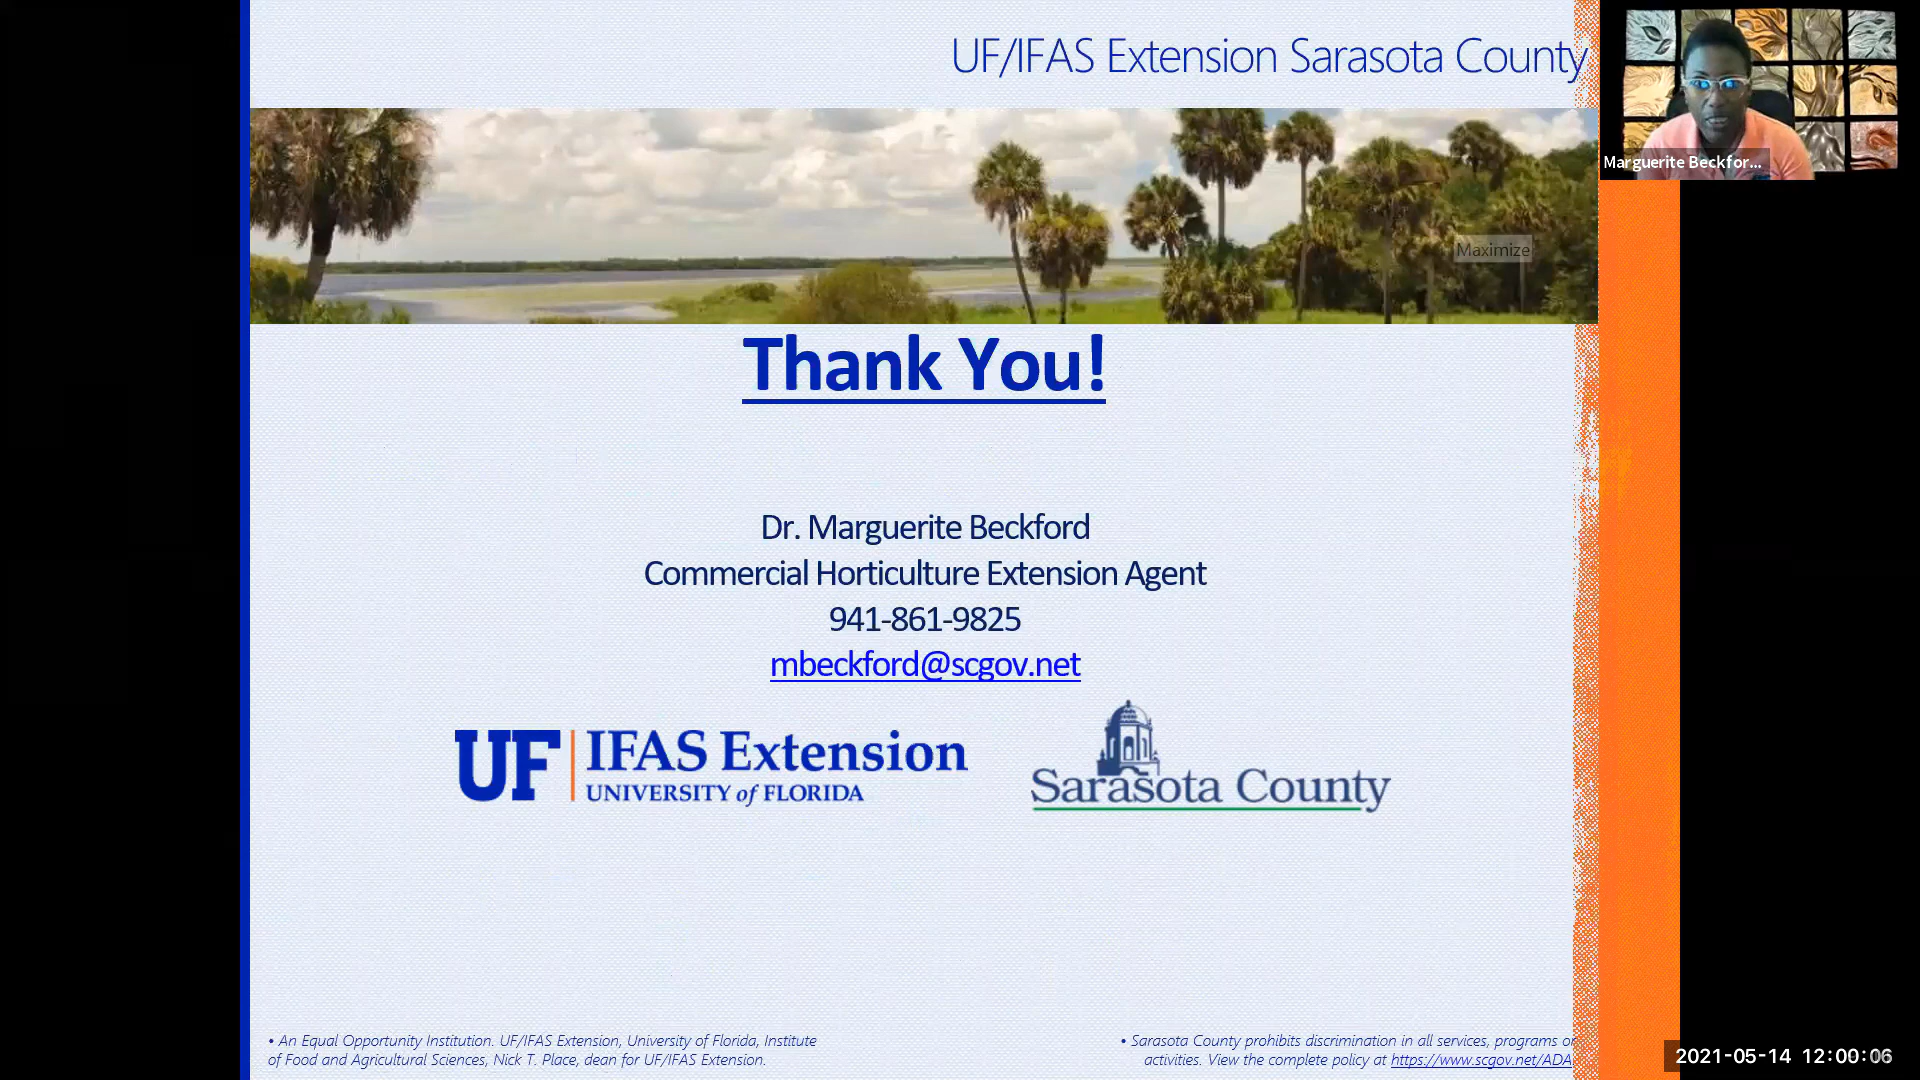 UF/IFAS Extension Sarasota County
Marguerite Beckfor...
Maximize
Thank You!
Dr. Marguerite Beckford
Commercial Horticulture Extension Agent
941-861-9825
mbeckford@scgov.net
UF IFAS Extension
UNIVERSITY of FLORIDA
Sarasota County
• An Equal Opportunity Institution. UF/IFAS Extension, University of Florida, Institute
of Food and Agricultural Sciences, Nick T. Place, dean for UF/IFAS Extension.
• Sarasota County prohibits discrimination in all services, programs or
activities. View the complete policy at https://www.scgov.net/ADA
2021-05-14 12:00:06